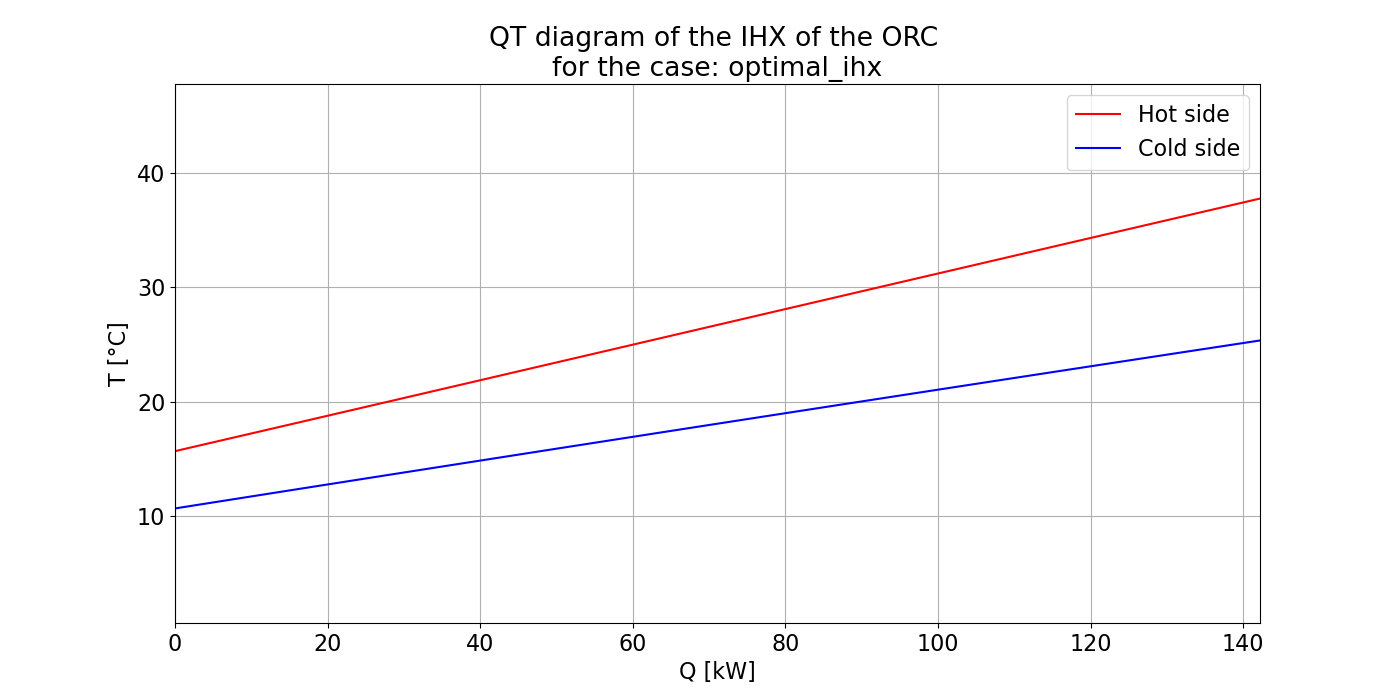 QT diagram of the IHX of the ORC
for the case: optimal_ihx
Hot side
Cold side
T [°C]
40
30
20
10
0
20
40
60
80
100
120
140
Q [kW]